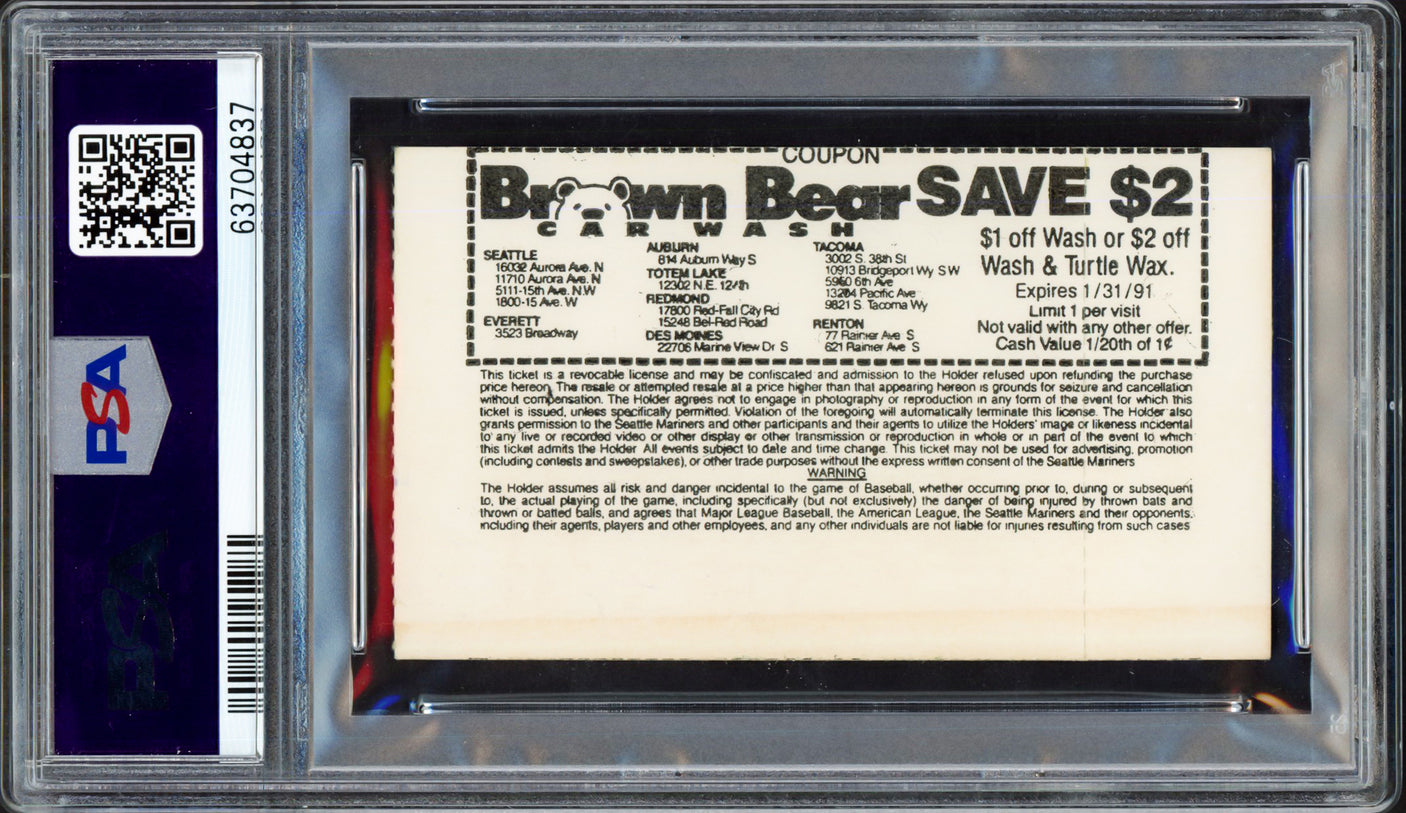 63704837
PSA
PSA
COUPON
Brown Bear SAVE $2
CAR WASH
$1 off Wash or $2 off
Wash & Turtle Wax.
Expires 1/31/91
Limit 1 per visit
Not valid with any other offer.
Cash Value 1/20th of 1¢
SEATTLE
16032 Aurora Ave. N
11710 Aurora Ave. N
5111-15th Ave. N.W
1800-15 Ave. W
EVERETT
3523 Broadway
AUBURN
814 Auburn Way S
TOTEM LAKE
12302 N.E. 124th
REDMOND
17800 Red-Fall City Rd
15248 Bel-Red Road
DES MOINES
22706 Marine View Dr S
TACOMA
3002 S. 38th St
10913 Bridgeport Wy SW
5960 6th Ave
13204 Pacific Ave
9821 S. Tacoma Wy
RENTON
77 Rainier Ave S
621 Rainier Ave S
This ticket is a revocable license and may be confiscated and admission to the Holder refused upon refunding the purchase
price hereon. The resale or attempted resale at a price higher than that appearing hereon is grounds for seizure and cancellation
without compensation. The Holder agrees not to engage in photography or reproduction in any form of the event for which this
ticket is issued, unless specifically permitted. Violation of the foregoing will automatically terminate this license. The Holder also
grants permission to the Seattle Mariners and other participants and their agents to utilize the Holders' image or likeness incidental
to any live or recorded video or other display or other transmission or reproduction in whole or in part of the event to which
this ticket admits the Holder All events subject to date and time change. This ticket may not be used for advertising, promotion
(including contests and sweepstakes), or other trade purposes without the express written consent of the Seattle Mariners
WARNING
The Holder assumes all risk and danger incidental to the game of Baseball, whether occurring prior to, during or subsequent
to, the actual playing of the game, including specifically (but not exclusively) the danger of being injured by thrown bats and
thrown or batted balls, and agrees that Major League Baseball, the American League, the Seattle Mariners and their opponents,
including their agents, players and other employees, and any other individuals are not liable for injuries resulting from such cases